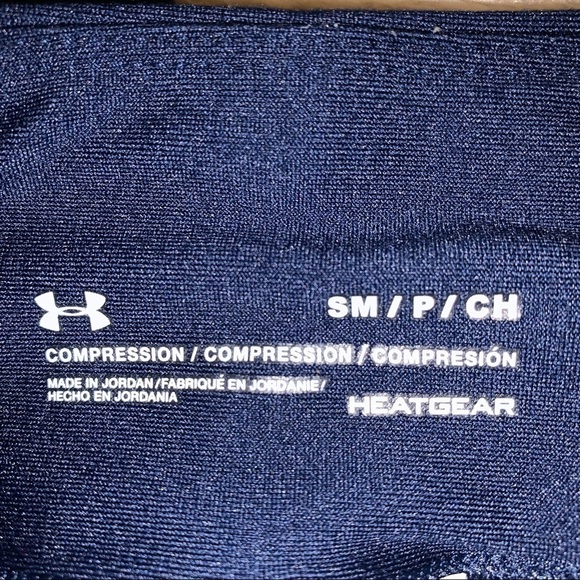 SM / P / CH
COMPRESSION / COMPRESSION / COMPRESIÓN
MADE IN JORDAN / FABRIQUÉ EN JORDANIE /
HECHO EN JORDANIA
HEATGEAR